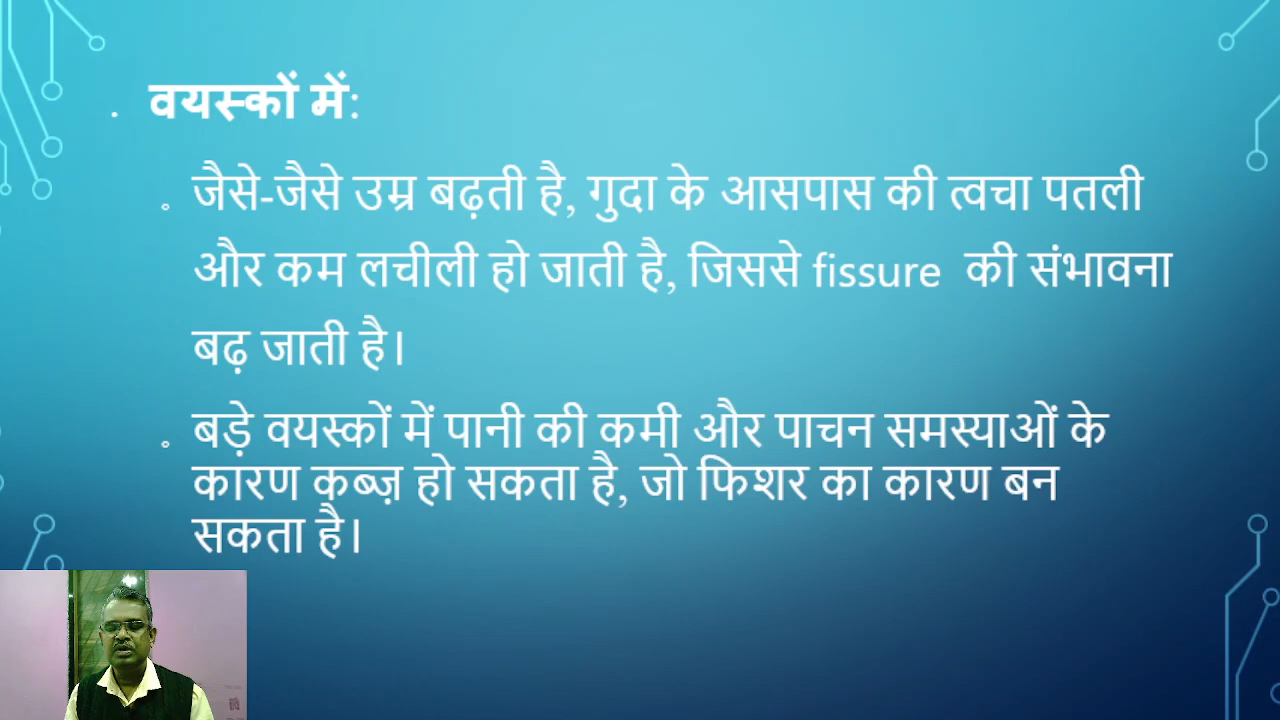 . वयस्कों में:
◦ जैसे-जैसे उम्र बढ़ती है, गुदा के आसपास की त्वचा पतली
और कम लचीली हो जाती है, जिससे fissure की संभावना
बढ़ जाती है।
◦ बड़े वयस्कों में पानी की कमी और पाचन समस्याओं के
कारण कब्ज़ हो सकता है, जो फिशर का कारण बन
सकता है।